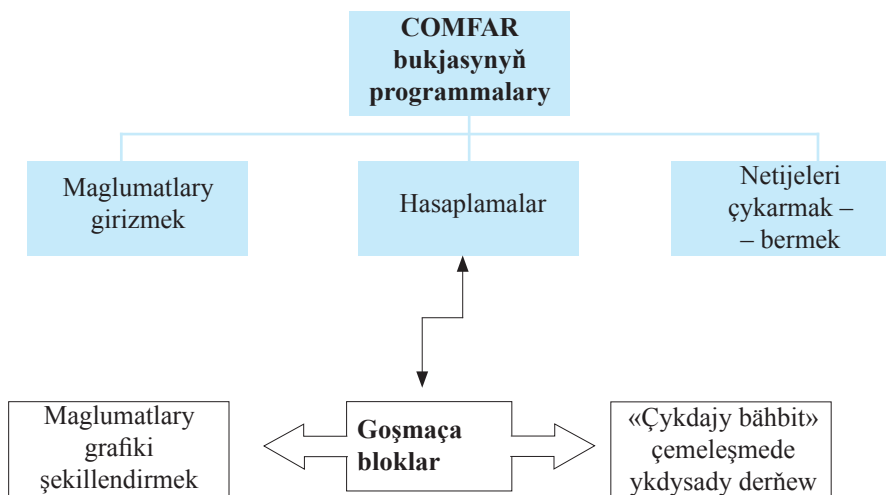 COMFAR
bukjasynyň
programmalary
Maglumatlary
girizmek
Hasaplamalar
Netijeleri
çykarmak –
– bermek
Maglumatlary
grafiki
şekillendirmek
Goşmaça
bloklar
«Çykdajy bähbit»
çemeleşmede
ykdysady derňew